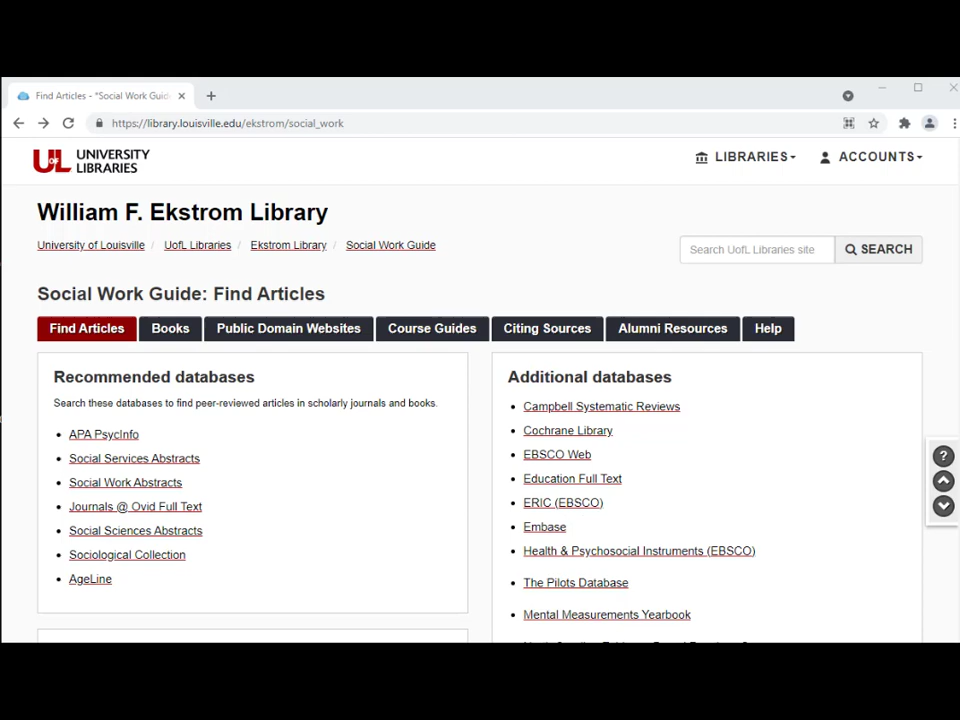 Find Articles - "Social Work Guid
https://library.louisville.edu/ekstrom/social_work
UofL UNIVERSITY LIBRARIES
LIBRARIES
ACCOUNTS
William F. Ekstrom Library
University of Louisville / UofL Libraries / Ekstrom Library / Social Work Guide
Search UofL Libraries site
SEARCH
Social Work Guide: Find Articles
Find Articles
Books
Public Domain Websites
Course Guides
Citing Sources
Alumni Resources
Help
Recommended databases
Search these databases to find peer-reviewed articles in scholarly journals and books.
APA PsycInfo
Social Services Abstracts
Social Work Abstracts
Journals @ Ovid Full Text
Social Sciences Abstracts
Sociological Collection
AgeLine
Additional databases
Campbell Systematic Reviews
Cochrane Library
EBSCO Web
Education Full Text
ERIC (EBSCO)
Embase
Health & Psychosocial Instruments (EBSCO)
The Pilots Database
Mental Measurements Yearbook
?